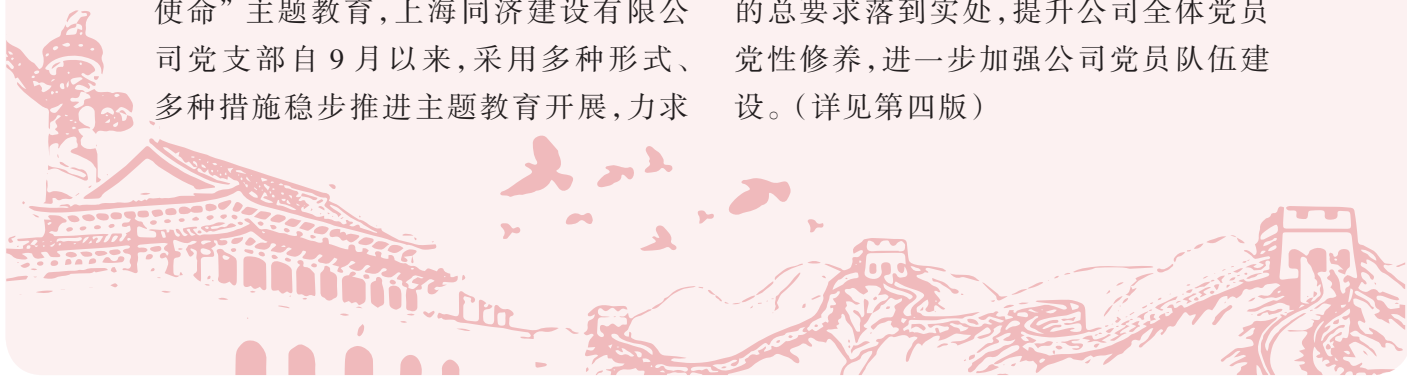 使命”主题教育,上海同济建设有限公
司党支部自9月以来,采用多种形式、
多种措施稳步推进主题教育开展,力求
的总要求落到实处,提升公司全体党员
党性修养,进一步加强公司党员队伍建
设。(详见第四版)